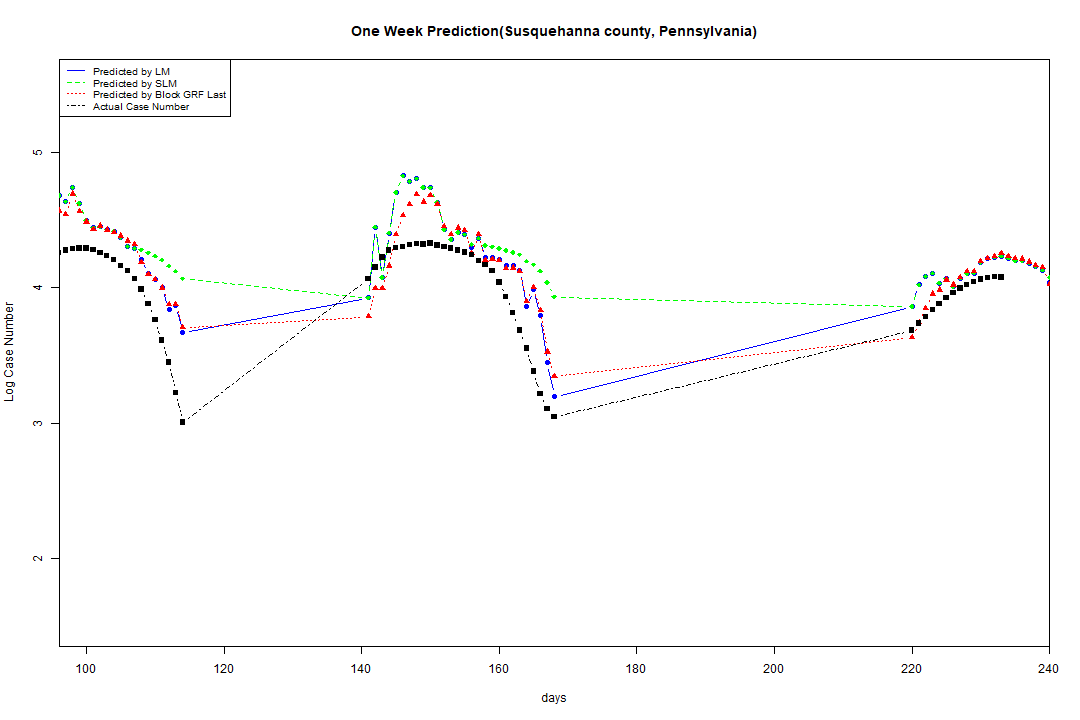 One Week Prediction(Susquehanna county, Pennsylvania)
Predicted by LM
Predicted by SLM
Predicted by Block GRF Last
Actual Case Number
Log Case Number
5
4
3
2
100 120 140 160 180 200 220 240
days